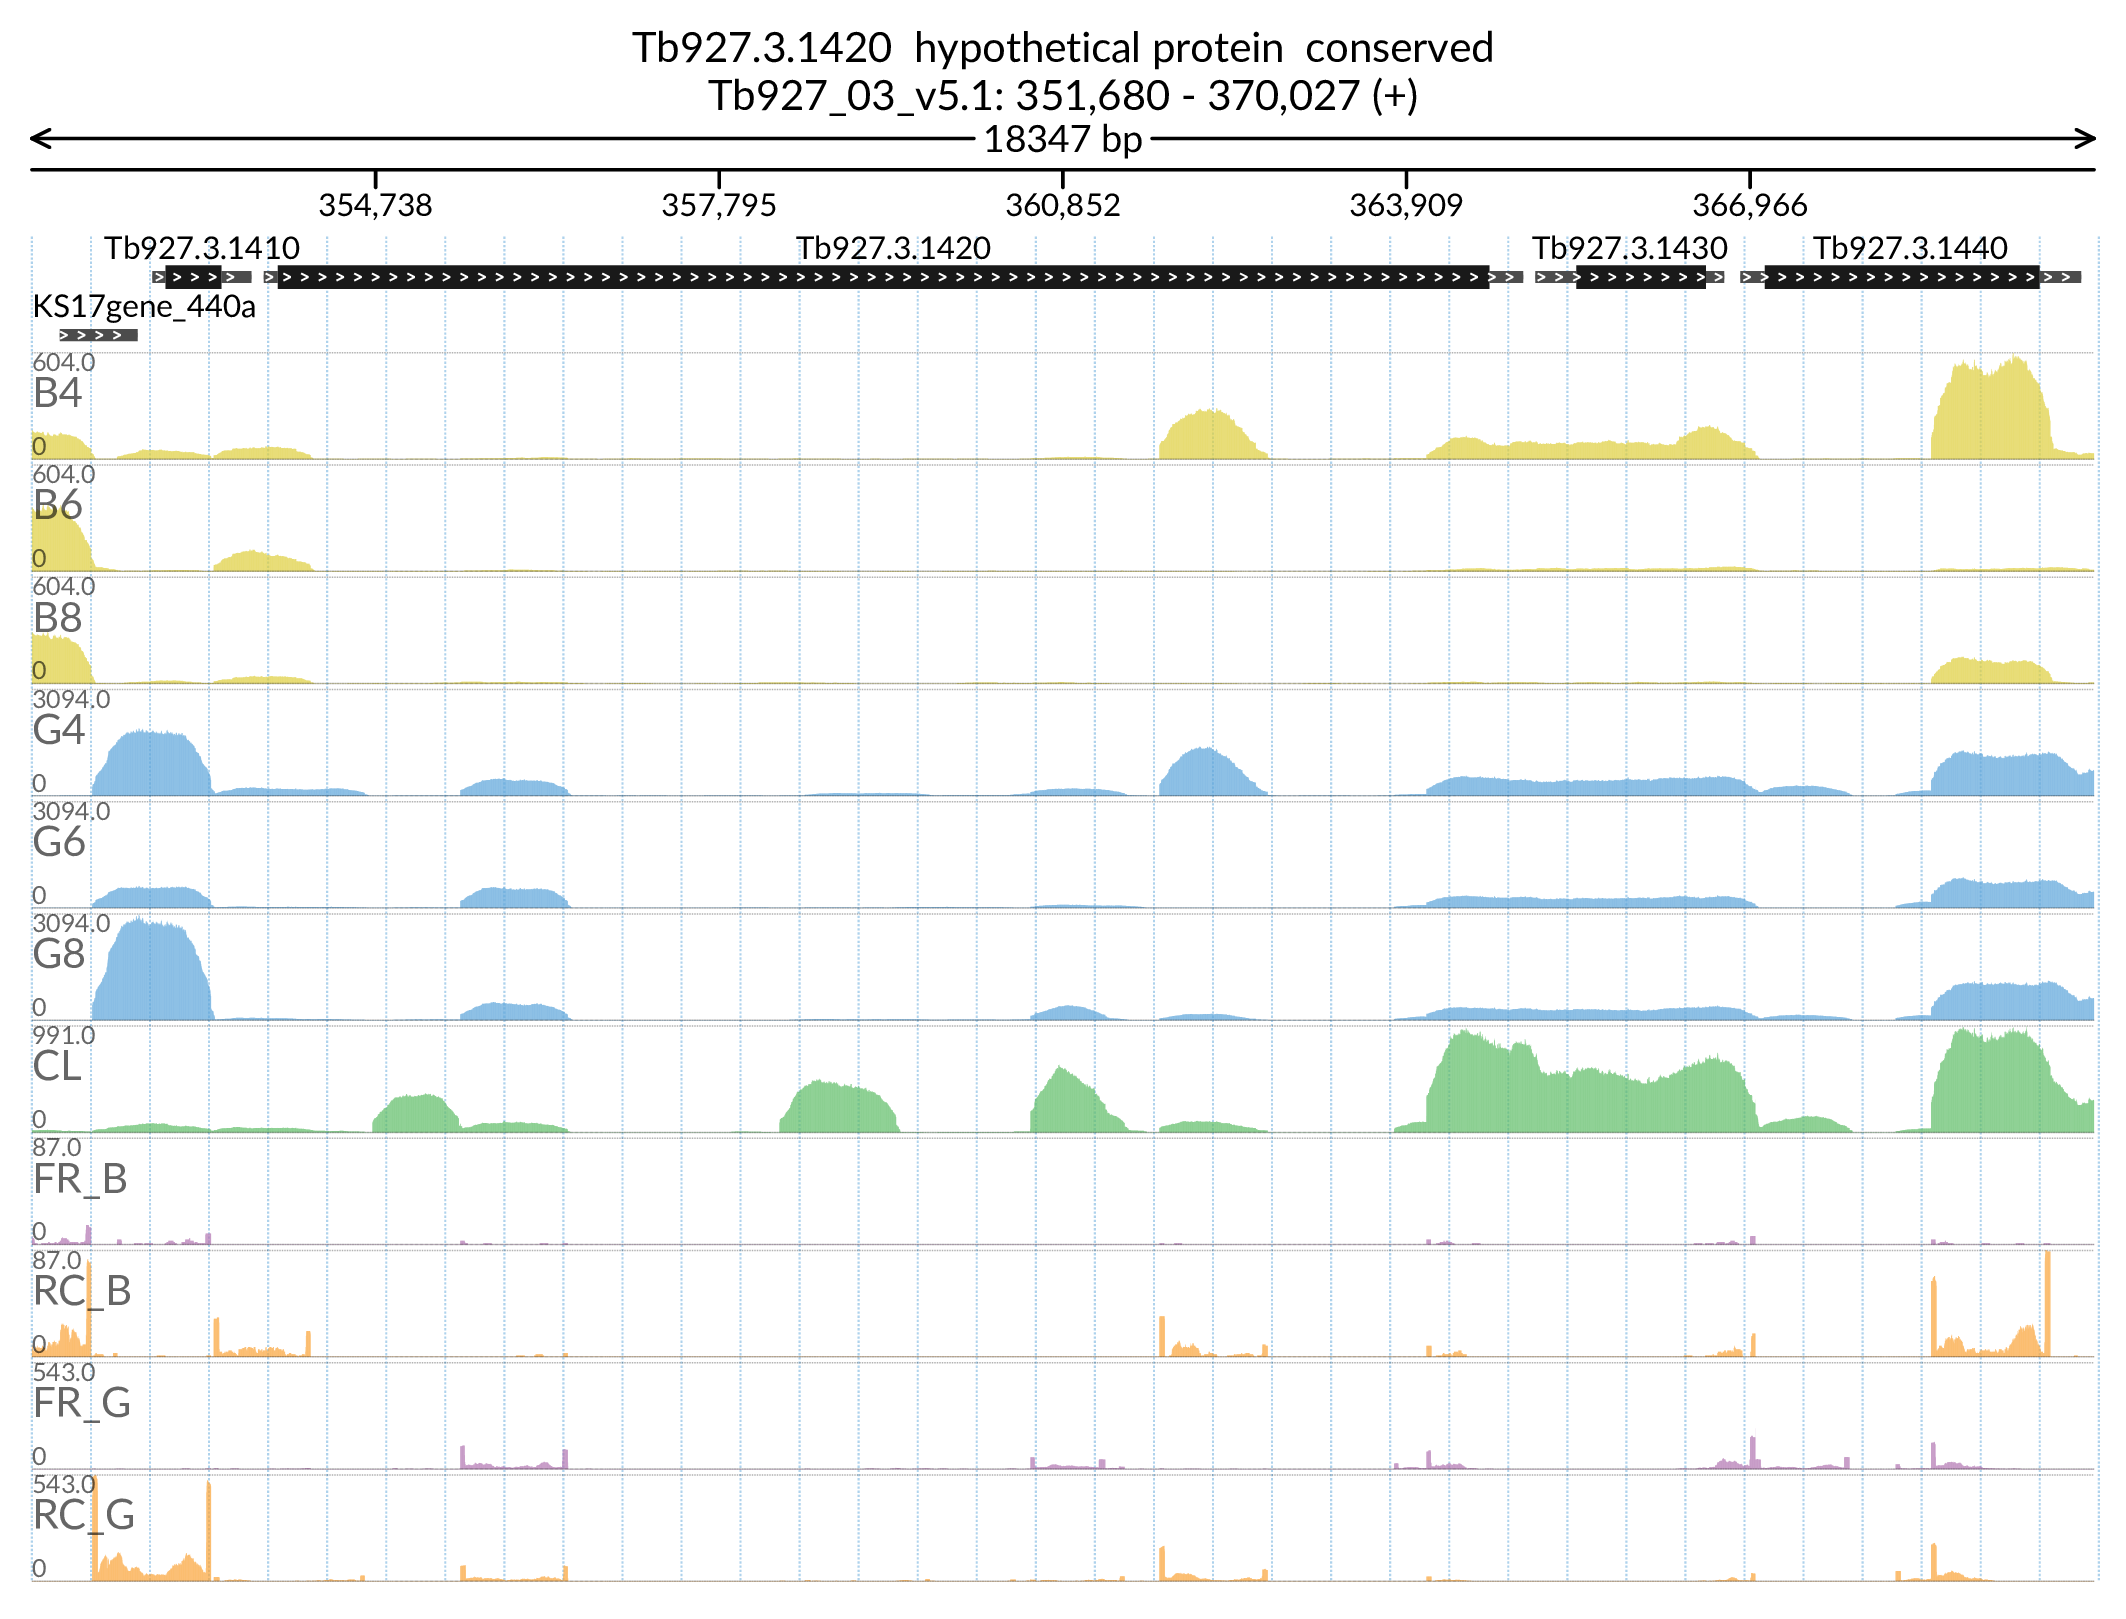 Tb927.3.1420  hypothetical protein  conserved
Tb927_03_v5.1: 351,680 - 370,027 (+)
18347 bp
354,738 357,795 360,852 363,909 366,966
Tb927.3.1410 Tb927.3.1420 Tb927.3.1430 Tb927.3.1440
KS17gene_440a
604.0
B4
0
604.0
B6
0
604.0
B8
0
3094.0
G4
0
3094.0
G6
0
3094.0
G8
0
991.0
CL
0
87.0
FR_B
0
87.0
RC_B
0
543.0
FR_G
0
543.0
RC_G
0